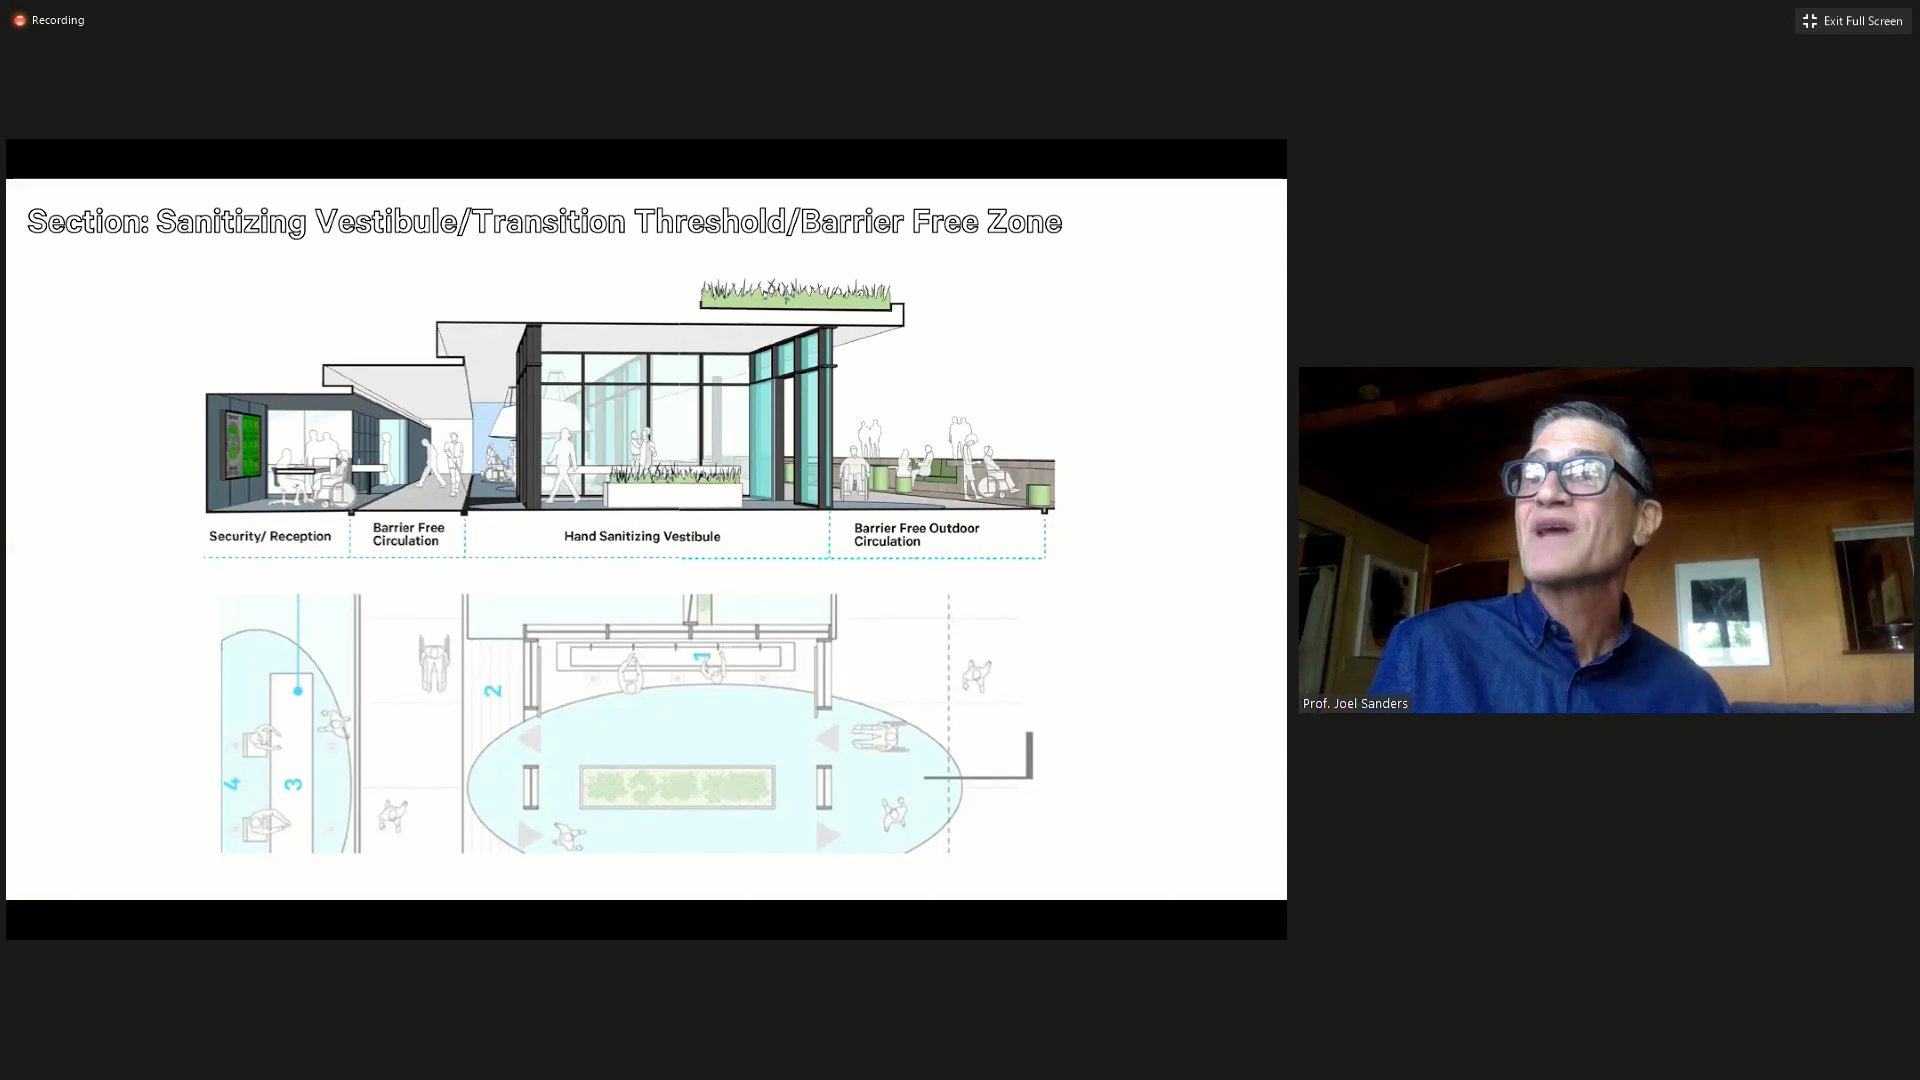 Recording
Exit Full Screen
Section: Sanitizing Vestibule/Transition Threshold/Barrier Free Zone
Security/ Reception
Barrier Free
Circulation
Hand Sanitizing Vestibule
Barrier Free Outdoor
Circulation
2
4
3
Prof. Joel Sanders